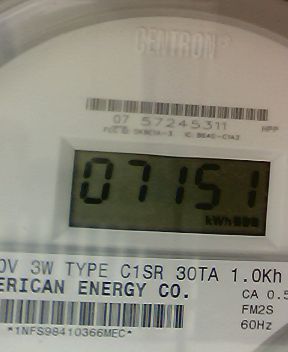 CENTRON
07 57245311 HPP
07151
kWh
0V 3W TYPE C1SR 30TA 1.0Kh
ERICAN ENERGY CO. CA 0.5
FM2S
*1NFS98410366MEC* 60Hz